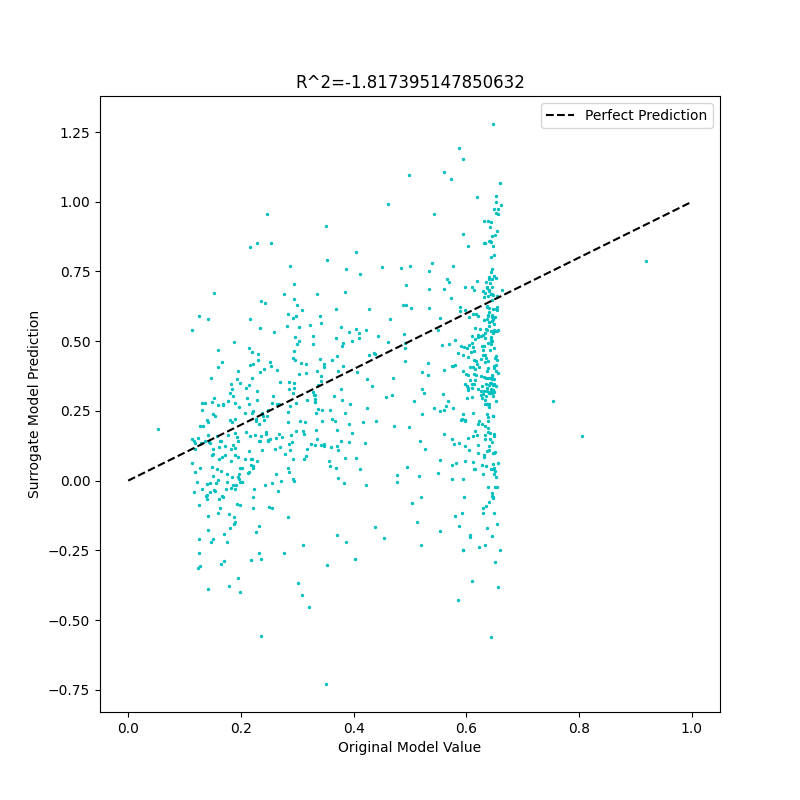 R^2=-1.817395147850632
Perfect Prediction
1.25
1.00
0.75
0.50
0.25
0.00
−0.25
−0.50
−0.75
Surrogate Model Prediction
0.0 0.2 0.4 0.6 0.8 1.0
Original Model Value